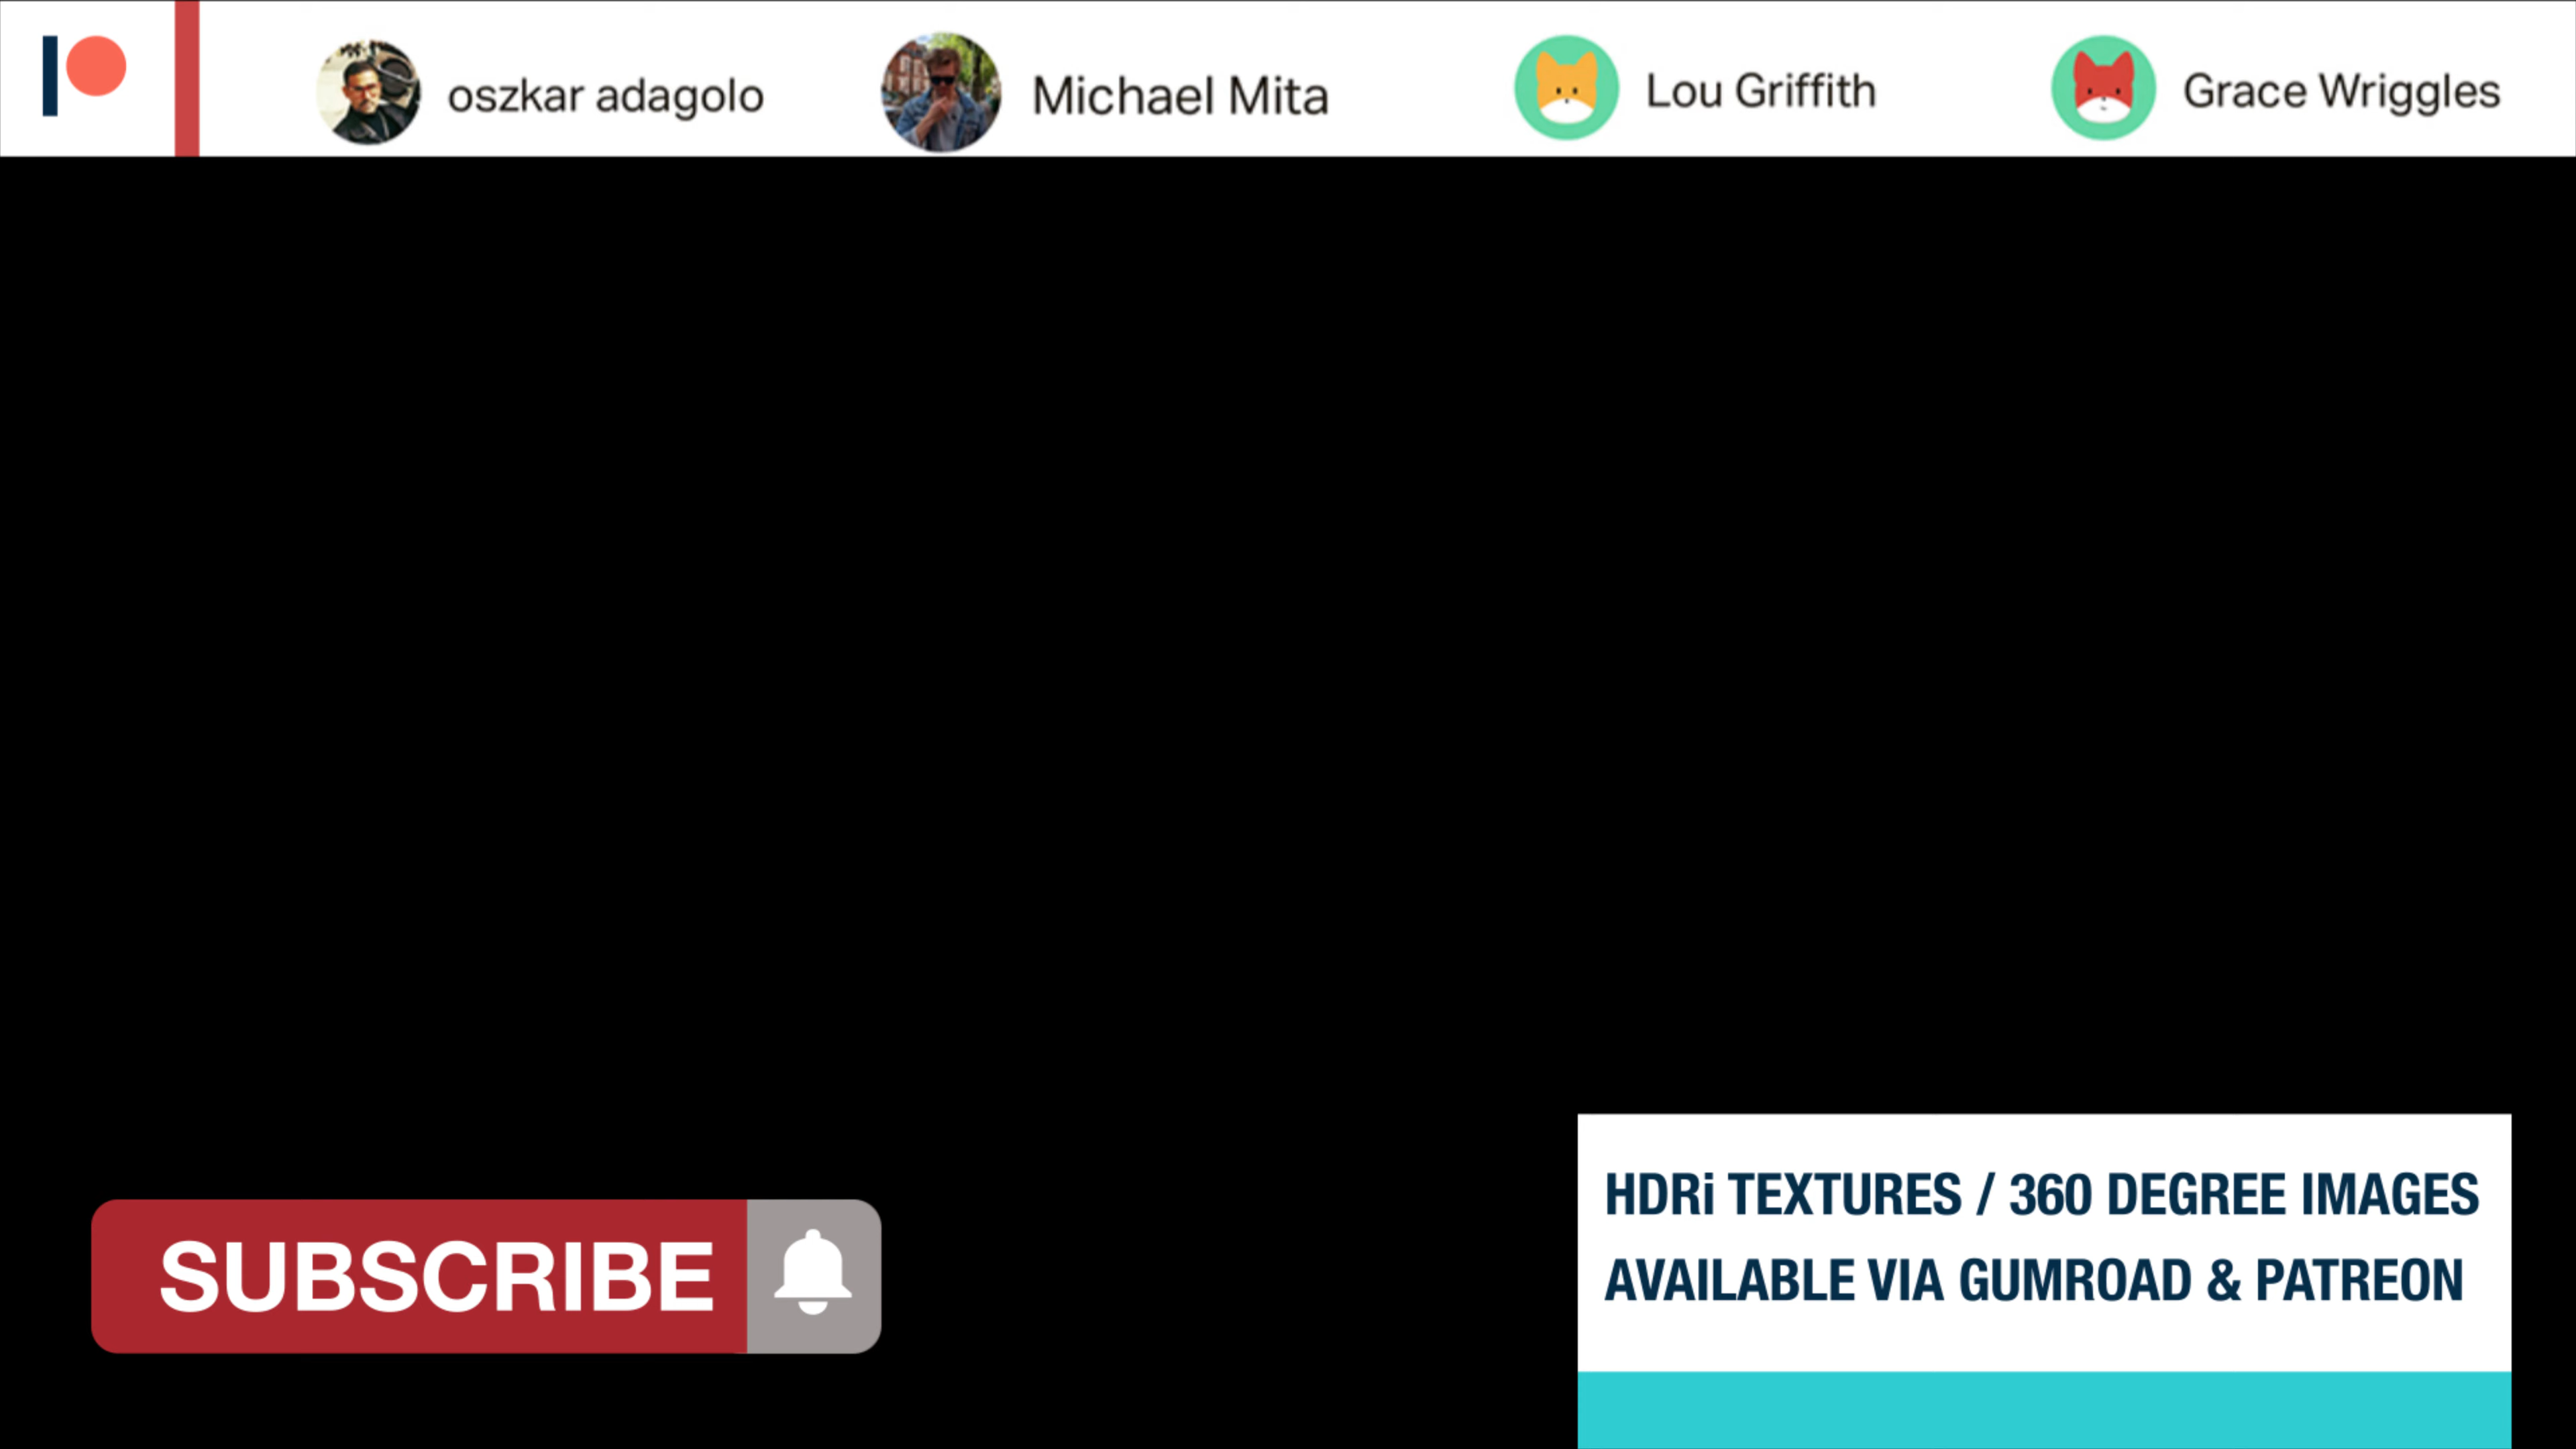 oszkar adagolo
Michael Mita
Lou Griffith
Grace Wriggles
SUBSCRIBE
HDRi TEXTURES / 360 DEGREE IMAGES
AVAILABLE VIA GUMROAD & PATREON